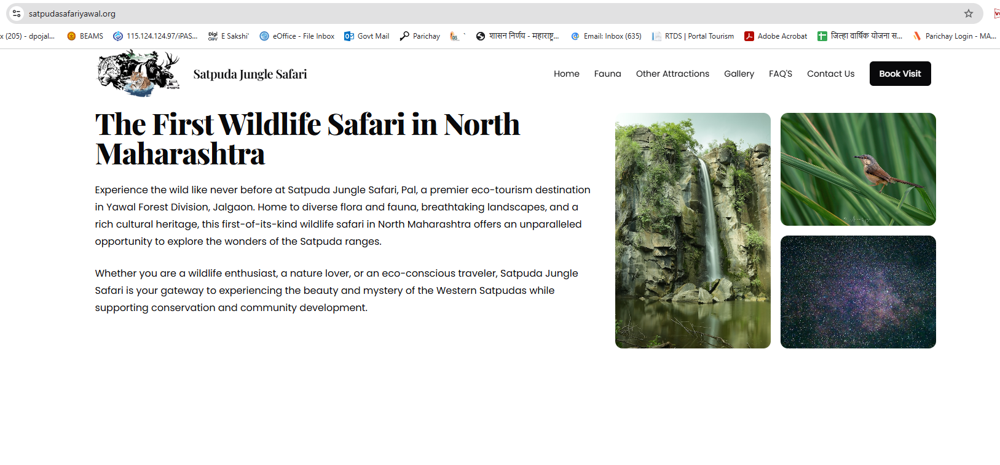 satpudasafariyawal.org
x (205) - dpojal... BEAMS 115.124.124.97/iPAS... Digi GOV E Sakshi' eOffice - File Inbox Govt Mail Parichay ` शासन निर्णय - महाराष्ट्र... Email: Inbox (635) RTDS | Portal Tourism Adobe Acrobat जिल्हा वार्षिक योजना स... Parichay Login - MA...
Satpuda Jungle Safari
Home Fauna Other Attractions Gallery FAQ'S Contact Us Book Visit
The First Wildlife Safari in North
Maharashtra
Experience the wild like never before at Satpuda Jungle Safari, Pal, a premier eco-tourism destination
in Yawal Forest Division, Jalgaon. Home to diverse flora and fauna, breathtaking landscapes, and a
rich cultural heritage, this first-of-its-kind wildlife safari in North Maharashtra offers an unparalleled
opportunity to explore the wonders of the Satpuda ranges.
Whether you are a wildlife enthusiast, a nature lover, or an eco-conscious traveler, Satpuda Jungle
Safari is your gateway to experiencing the beauty and mystery of the Western Satpudas while
supporting conservation and community development.